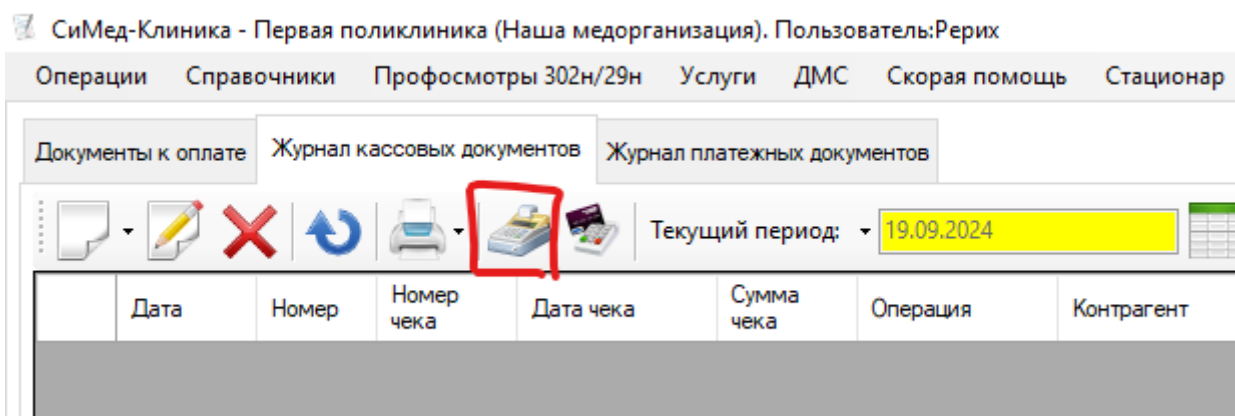 СиМед-Клиника - Первая поликлиника (Наша медорганизация). Пользователь:Рерих
Операции Справочники Профосмотры 302н/29н Услуги ДМС Скорая помощь Стационар
Документы к оплате Журнал кассовых документов Журнал платежных документов
Текущий период: 19.09.2024
Дата Номер Номер чека Дата чека Сумма чека Операция Контрагент